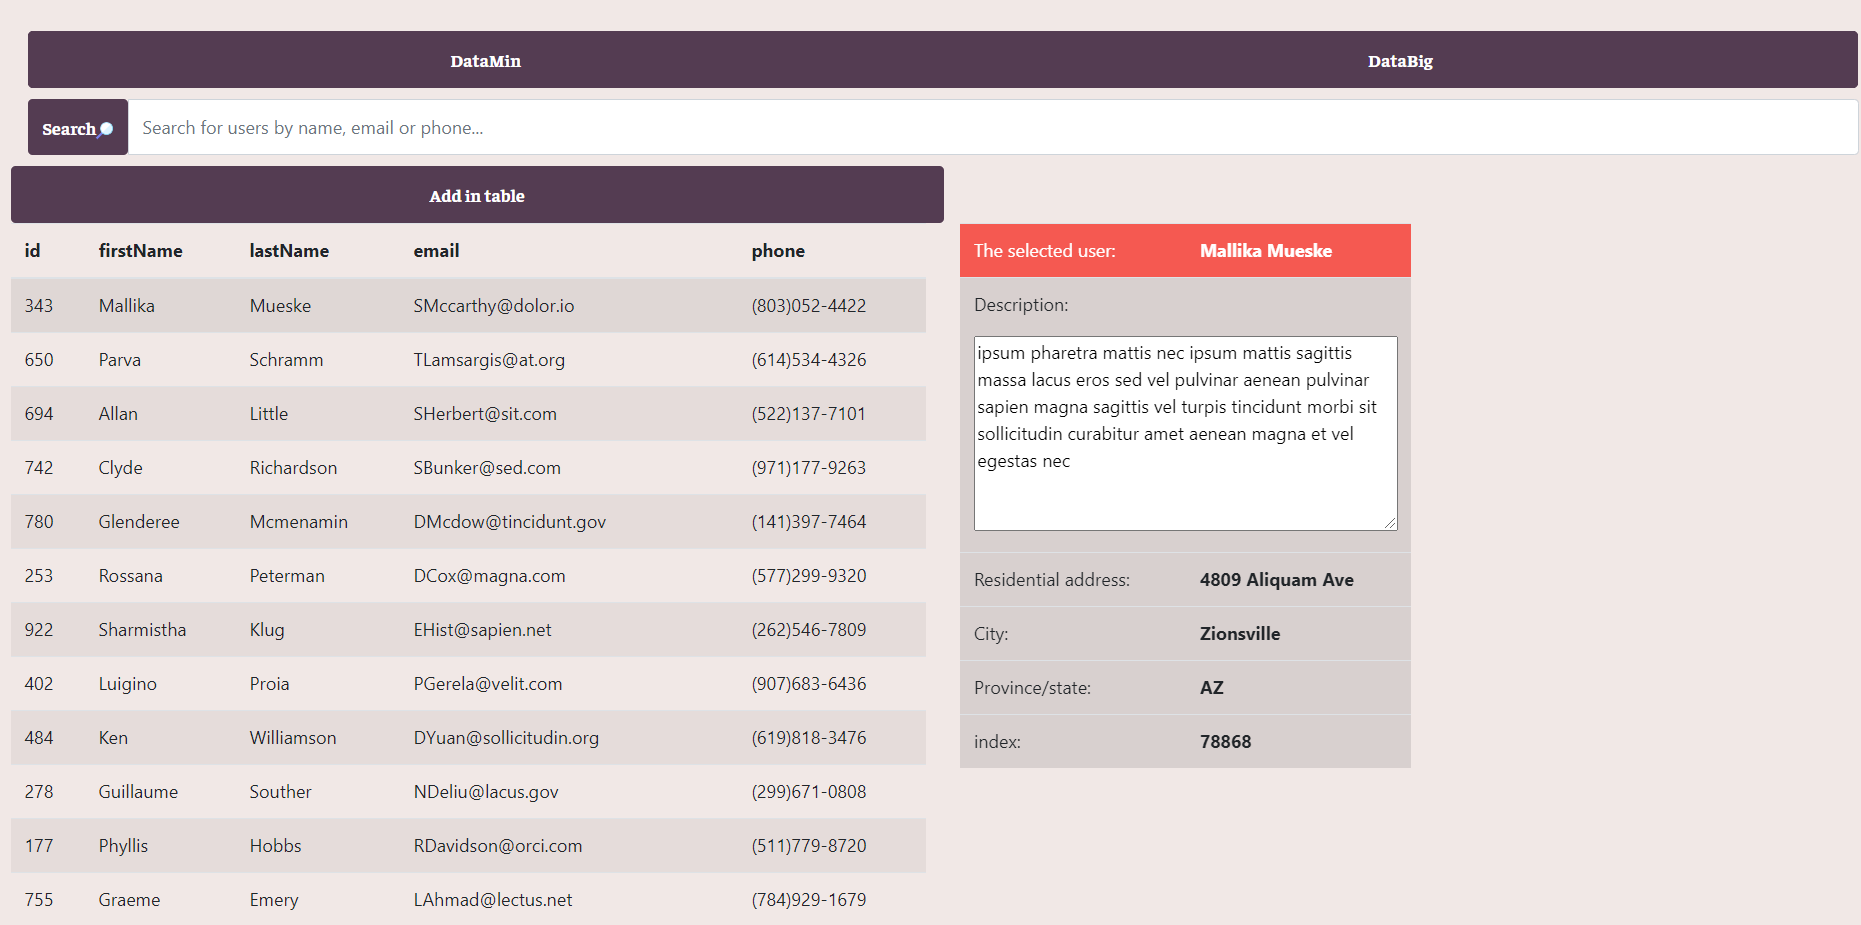 DataMin DataBig
Search🔎 Search for users by name, email or phone...
Add in table
id firstName lastName email phone
343 Mallika Mueske SMccarthy@dolor.io (803)052-4422
650 Parva Schramm TLamsargis@at.org (614)534-4326
694 Allan Little SHerbert@sit.com (522)137-7101
742 Clyde Richardson SBunker@sed.com (971)177-9263
780 Glenderee Mcmenamin DMcdow@tincidunt.gov (141)397-7464
253 Rossana Peterman DCox@magna.com (577)299-9320
922 Sharmistha Klug EHist@sapien.net (262)546-7809
402 Luigino Proia PGerela@velit.com (907)683-6436
484 Ken Williamson DYuan@sollicitudin.org (619)818-3476
278 Guillaume Souther NDeliu@lacus.gov (299)671-0808
177 Phyllis Hobbs RDavidson@orci.com (511)779-8720
755 Graeme Emery LAhmad@lectus.net (784)929-1679
The selected user: Mallika Mueske
Description:
ipsum pharetra mattis nec ipsum mattis sagittis
massa lacus eros sed vel pulvinar aenean pulvinar
sapien magna sagittis vel turpis tincidunt morbi sit
sollicitudin curabitur amet aenean magna et vel
egestas nec
Residential address: 4809 Aliquam Ave
City: Zionsville
Province/state: AZ
index: 78868